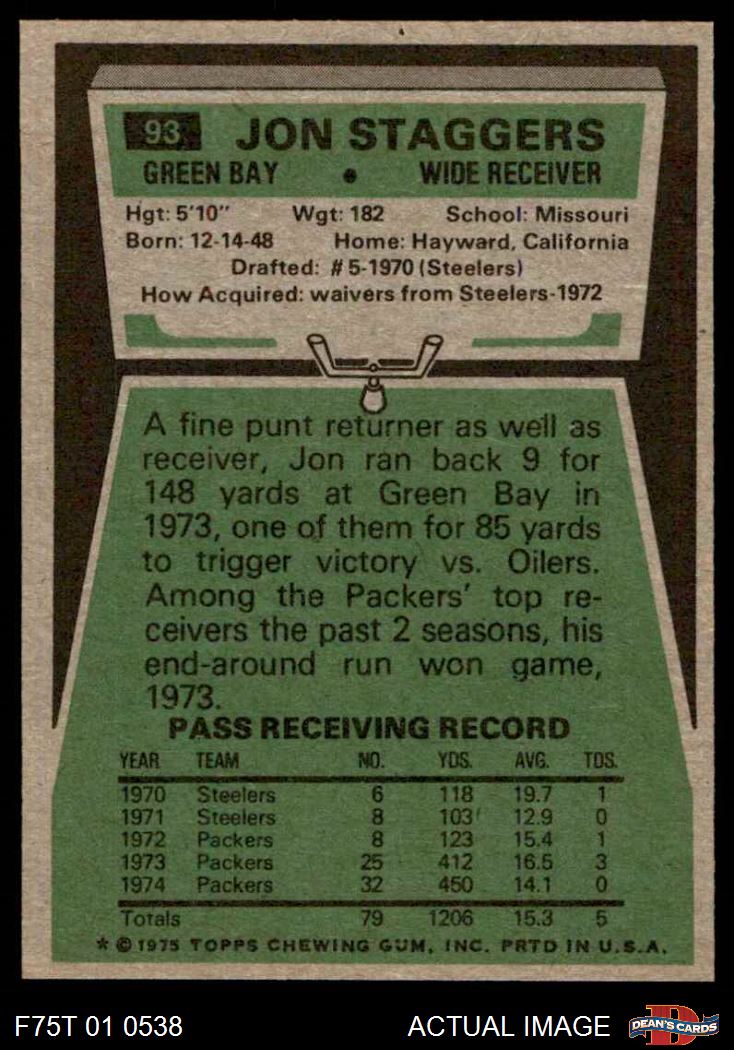 93 JON STAGGERS
GREEN BAY • WIDE RECEIVER
Hgt: 5'10" Wgt: 182 School: Missouri
Born: 12-14-48 Home: Hayward, California
Drafted: #5-1970 (Steelers)
How Acquired: waivers from Steelers-1972
A fine punt returner as well as
receiver, Jon ran back 9 for
148 yards at Green Bay in
1973, one of them for 85 yards
to trigger victory vs. Oilers.
Among the Packers' top re-
ceivers the past 2 seasons, his
end-around run won game,
1973.
PASS RECEIVING RECORD
YEAR TEAM NO. YDS. AVG. TDS.
1970 Steelers 6 118 19.7 1
1971 Steelers 8 103 12.9 0
1972 Packers 8 123 15.4 1
1973 Packers 25 412 16.5 3
1974 Packers 32 450 14.1 0
Totals 79 1206 15.3 5
* © 1975 TOPPS CHEWING GUM, INC. PRTD IN U.S.A.
F75T 01 0538 ACTUAL IMAGE D DEAN'S CARDS